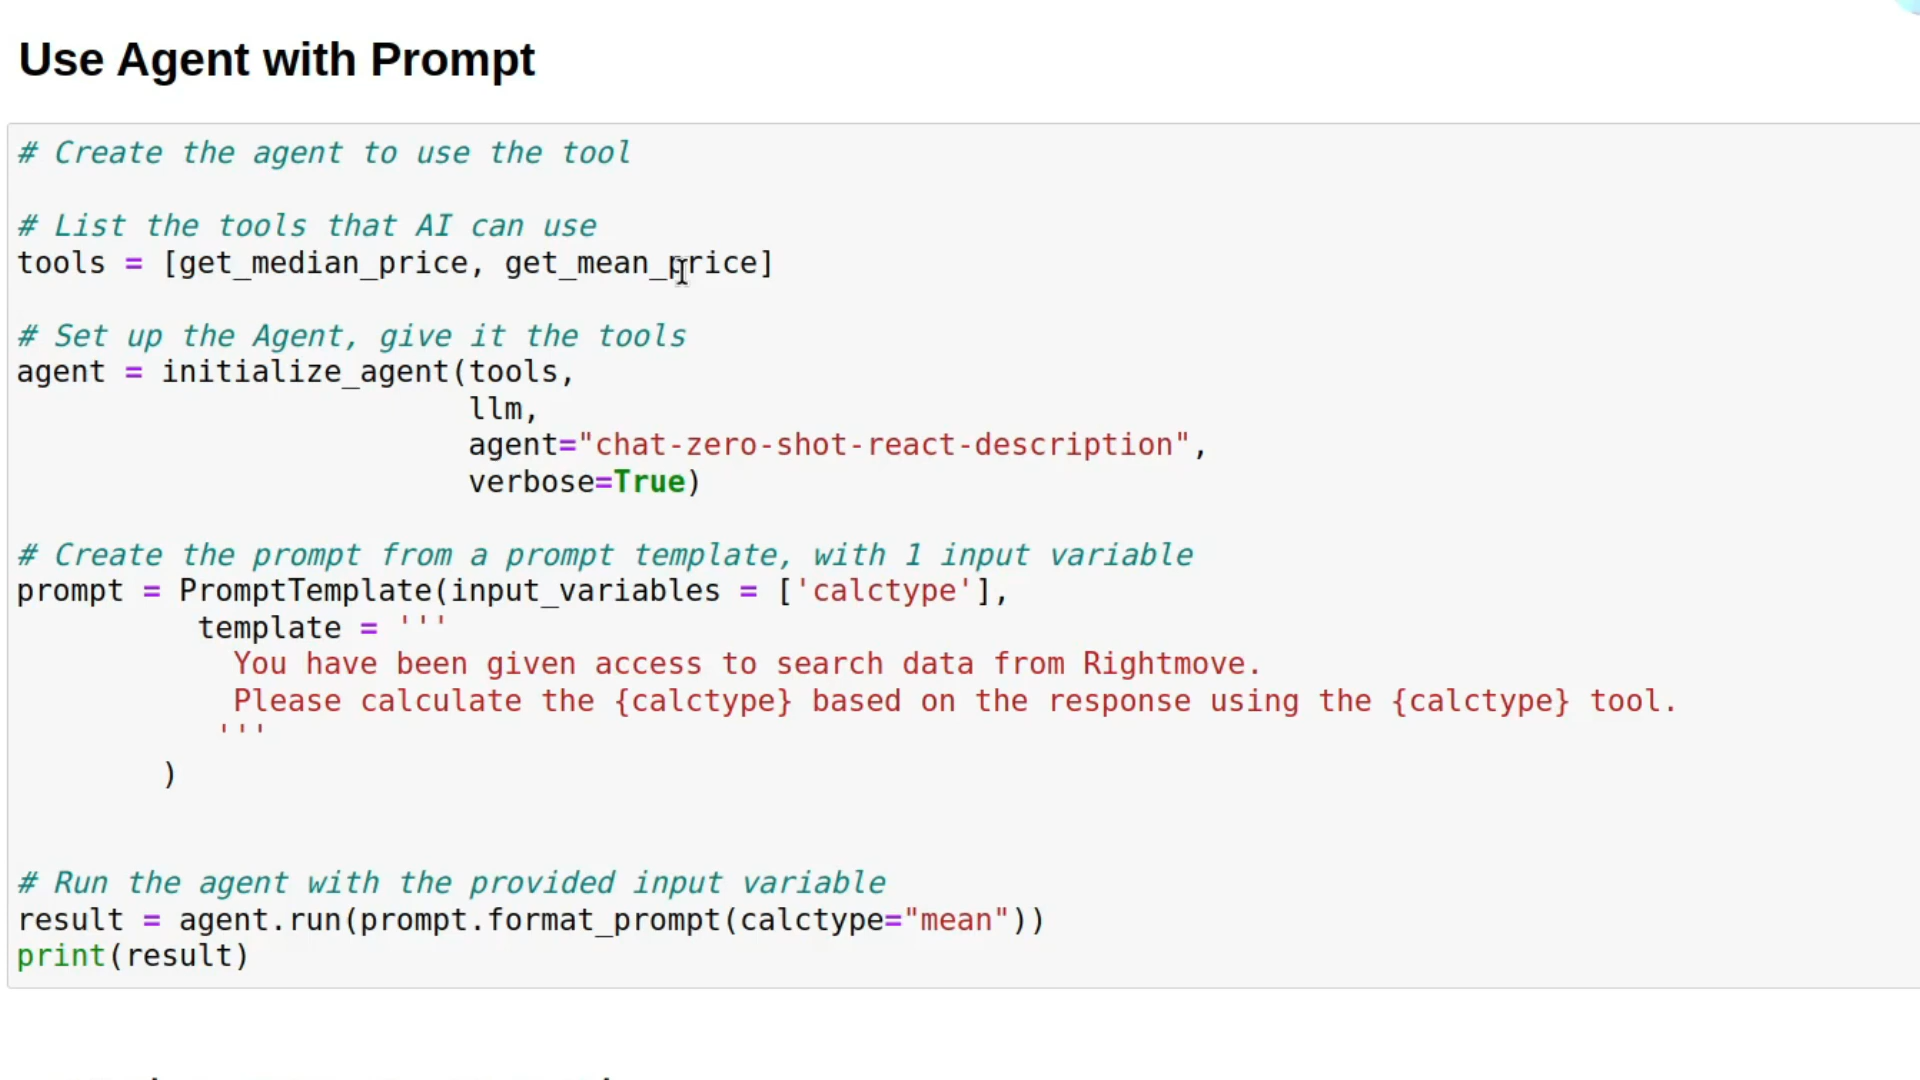 Use Agent with Prompt
# Create the agent to use the tool
# List the tools that AI can use
tools = [get_median_price, get_mean_price]
# Set up the Agent, give it the tools
agent = initialize_agent(tools,
llm,
agent="chat-zero-shot-react-description",
verbose=True)
# Create the prompt from a prompt template, with 1 input variable
prompt = PromptTemplate(input_variables = ['calctype'],
template = '''
You have been given access to search data from Rightmove.
Please calculate the {calctype} based on the response using the {calctype} tool.
'''
)
# Run the agent with the provided input variable
result = agent.run(prompt.format_prompt(calctype="mean"))
print(result)